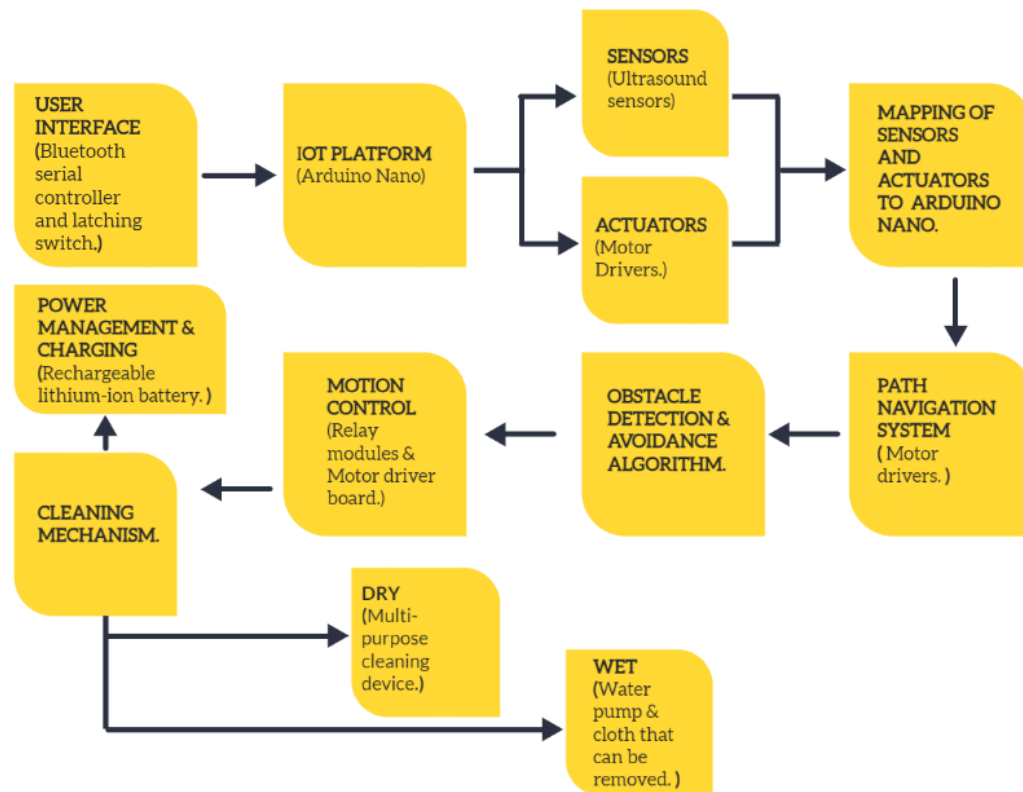 USER
INTERFACE
(Bluetooth
serial
controller
and latching
switch.)
IOT PLATFORM
(Arduino Nano)
SENSORS
(Ultrasound
sensors)
ACTUATORS
(Motor
Drivers.)
MAPPING OF
SENSORS
AND
ACTUATORS
TO ARDUINO
NANO.
PATH
NAVIGATION
SYSTEM
( Motor
drivers. )
OBSTACLE
DETECTION &
AVOIDANCE
ALGORITHM.
MOTION
CONTROL
(Relay
modules &
Motor driver
board.)
CLEANING
MECHANISM.
POWER
MANAGEMENT &
CHARGING
(Rechargeable
lithium-ion battery. )
DRY
(Multi-
purpose
cleaning
device.)
WET
(Water
pump &
cloth that
can be
removed. )